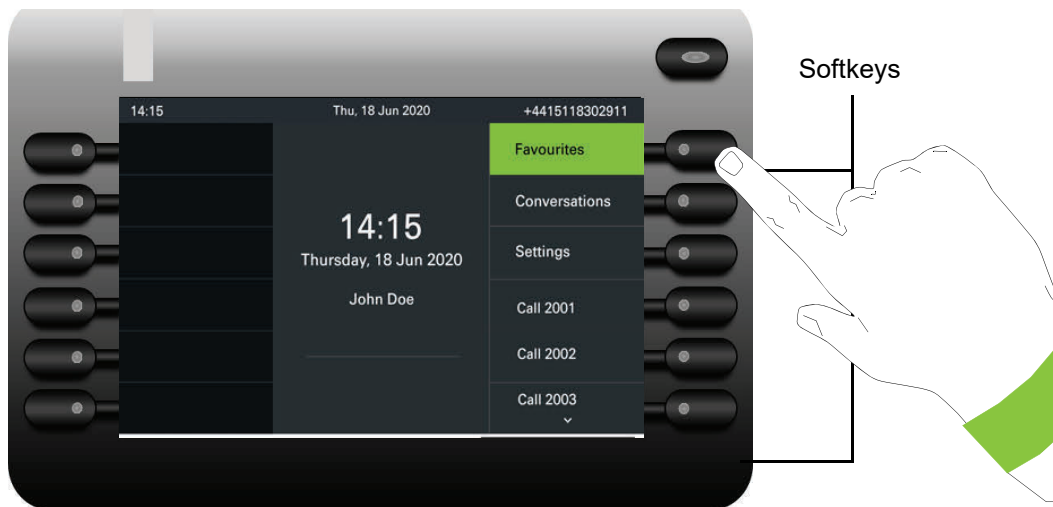 Softkeys
14:15
Thu, 18 Jun 2020
+4415118302911
Favourites
Conversations
14:15
Thursday, 18 Jun 2020
Settings
John Doe
Call 2001
Call 2002
Call 2003